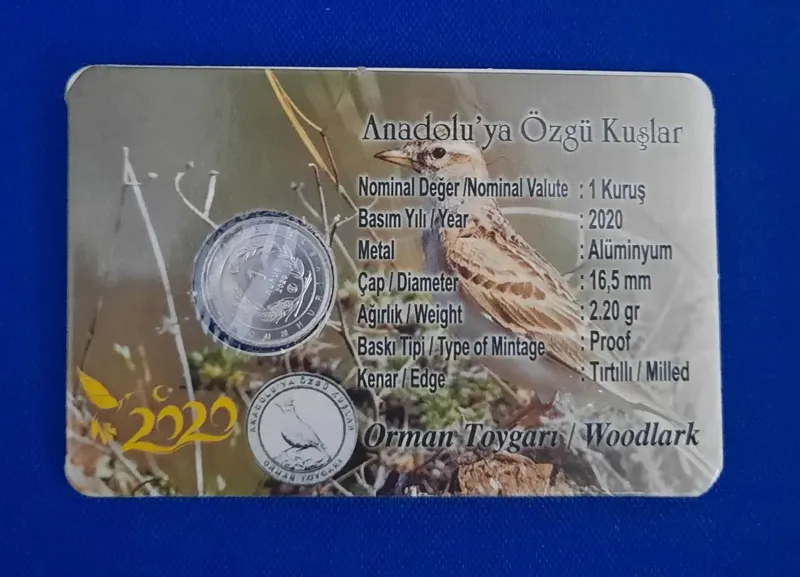 Anadolu'ya Özgü Kuşlar
Nominal Değer /Nominal Valute : 1 Kuruş
Basım Yılı / Year : 2020
Metal : Alüminyum
Çap / Diameter : 16,5 mm
Ağırlık / Weight : 2.20 gr
Baskı Tipi / Type of Mintage : Proof
Kenar / Edge : Tırtıllı / Milled
Orman Toygarı / Woodlark
2020
ANADOLU'YA ÖZGÜ KUŞLAR
ORMAN TOYGARI
1